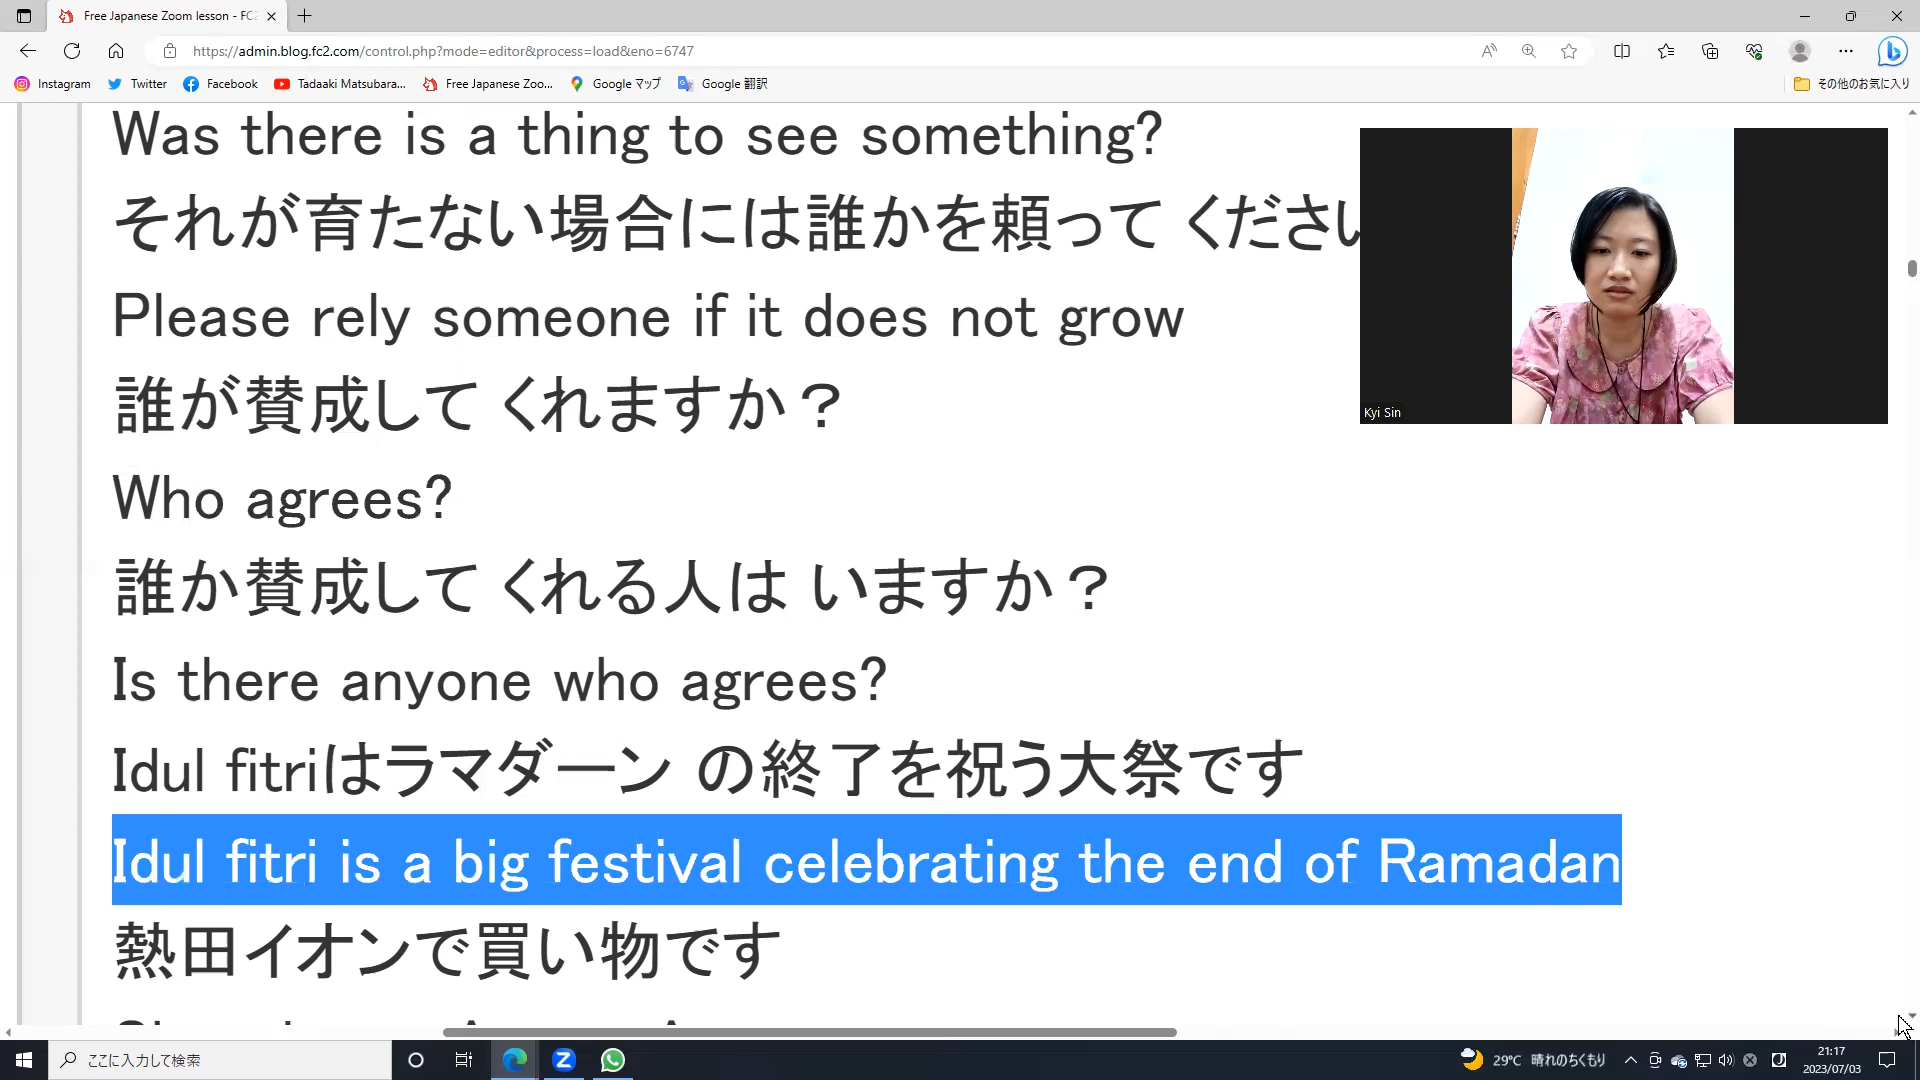 Free Japanese Zoom lesson - FC2
https://admin.blog.fc2.com/control.php?mode=editor&process=load&eno=6747
Instagram Twitter Facebook Tadaaki Matsubara... Free Japanese Zoo... Google マップ Google 翻訳 その他のお気に入り
Was there is a thing to see something?
それが育たない場合には誰かを頼って ください
Please rely someone if it does not grow
誰が賛成して くれますか？
Who agrees?
誰か賛成して くれる人は いますか？
Is there anyone who agrees?
Idul fitriはラマダーン の終了を祝う大祭です
Idul fitri is a big festival celebrating the end of Ramadan
熱田イオンで買い物です
Kyi Sin
ここに入力して検索
29°C 晴れのちくもり
21:17
2023/07/03